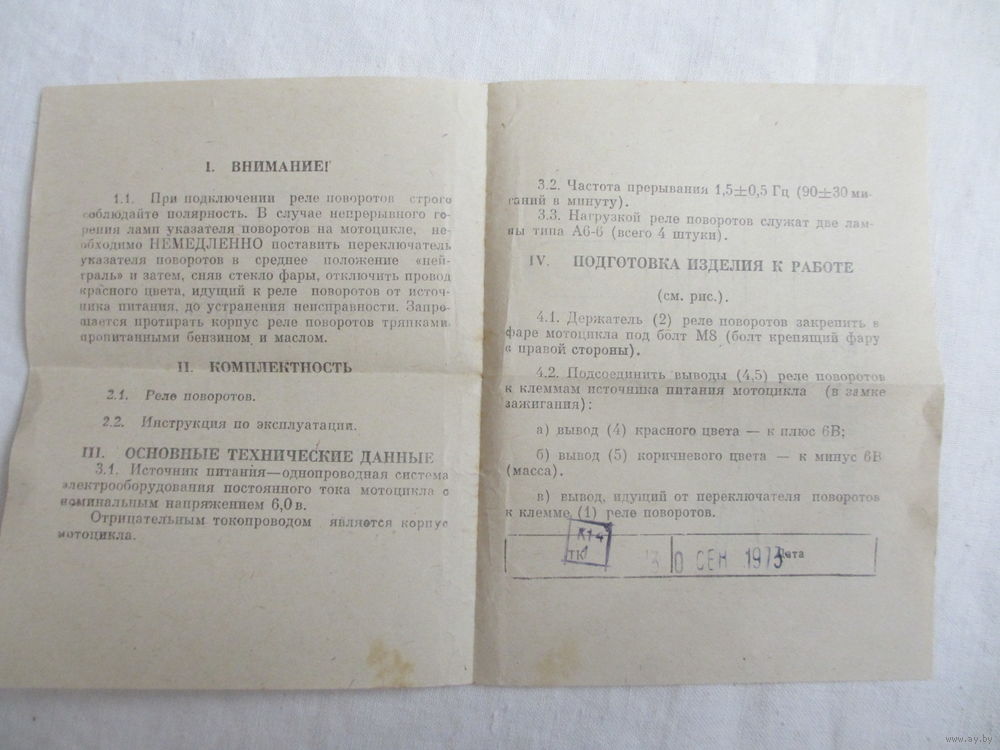 I. ВНИМАНИЕ!
1.1. При подключении реле поворотов строго
соблюдайте полярность. В случае непрерывного го-
рения ламп указателя поворотов на мотоцикле, не-
обходимо НЕМЕДЛЕННО поставить переключатель
указателя поворотов в среднее положение «ней-
траль» и затем, сняв стекло фары, отключить провод
красного цвета, идущий к реле поворотов от источ-
ника питания, до устранения неисправности. Запре-
щается протирать корпус реле поворотов тряпками,
пропитанными бензином и маслом.
II. КОМПЛЕКТНОСТЬ
2.1. Реле поворотов.
2.2. Инструкция по эксплуатации.
III. ОСНОВНЫЕ ТЕХНИЧЕСКИЕ ДАННЫЕ
3.1. Источник питания—однопроводная система
электрооборудования постоянного тока мотоцикла с
номинальным напряжением 6,0 в.
Отрицательным токопроводом является корпус
мотоцикла.
3.2. Частота прерывания 1,5±0,5 Гц (90±30 ми-
ганий в минуту).
3.3. Нагрузкой реле поворотов служат две лам-
пы типа А6-6 (всего 4 штуки).
IV. ПОДГОТОВКА ИЗДЕЛИЯ К РАБОТЕ
(см. рис.).
4.1. Держатель (2) реле поворотов закрепить в
фаре мотоцикла под болт М8 (болт крепящий фару
с правой стороны).
4.2. Подсоединить выводы (4,5) реле поворотов
к клеммам источника питания мотоцикла (в замке
зажигания):
а) вывод (4) красного цвета — к плюс 6В;
б) вывод (5) коричневого цвета — к минус 6В
(масса).
в) вывод, идущий от переключателя поворотов
к клемме (1) реле поворотов.
К14
0 СЕН 1973 Дата
www.ay.by